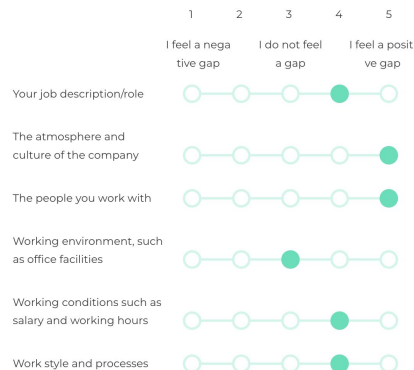 1 2 3 4 5
I feel a nega I do not feel I feel a posit
tive gap a gap ve gap
Your job description/role
The atmosphere and
culture of the company
The people you work with
Working environment, such
as office facilities
Working conditions such as
salary and working hours
Work style and processes